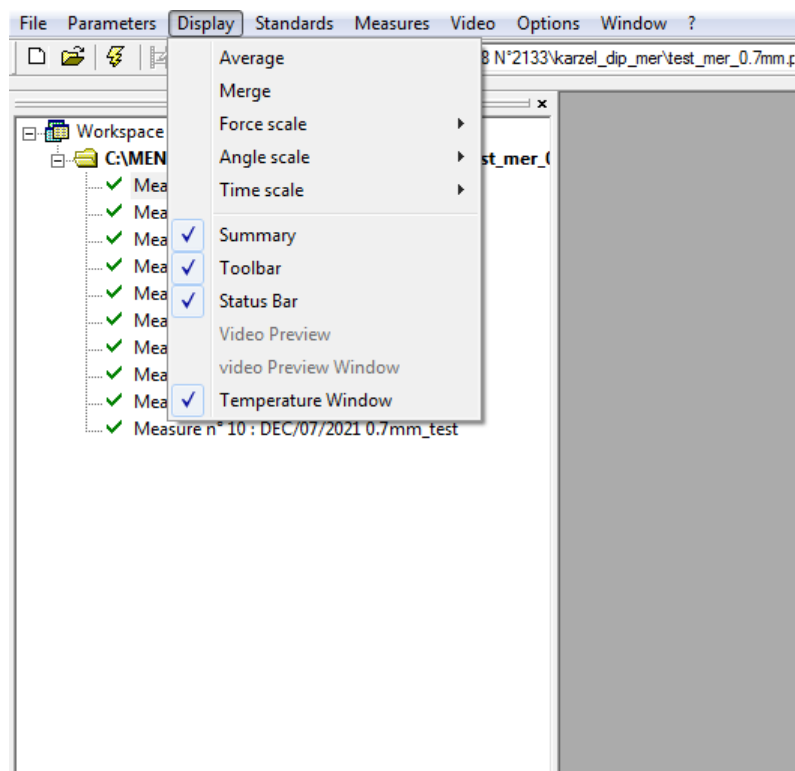 File Parameters Display Standards Measures Video Options Window ?
8 N°2133\karzel_dip_mer\test_mer_0.7mm.p
Average
Merge
Force scale
Angle scale
Time scale
Summary
Toolbar
Status Bar
Video Preview
video Preview Window
Temperature Window
Workspace
C:\MEN st_mer_(
Mea
Mea
Mea
Mea
Mea
Mea
Mea
Mea
Mea
Measure n° 10 : DEC/07/2021 0.7mm_test